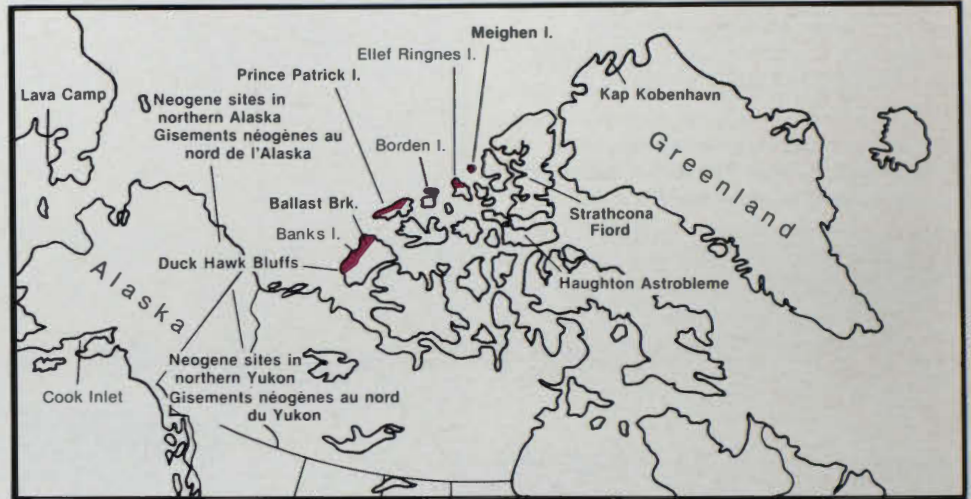 Meighen I.
Ellef Ringnes I.
Prince Patrick I.
Kap Kobenhavn
Lava Camp
Neogene sites in
northern Alaska
Gisements néogènes au
nord de l'Alaska
Borden I.
Greenland
Ballast Brk.
Strathcona
Fiord
Banks I.
Duck Hawk Bluffs
Alaska
Haughton Astrobleme
Neogene sites in
northern Yukon
Gisements néogènes au nord
du Yukon
Cook Inlet